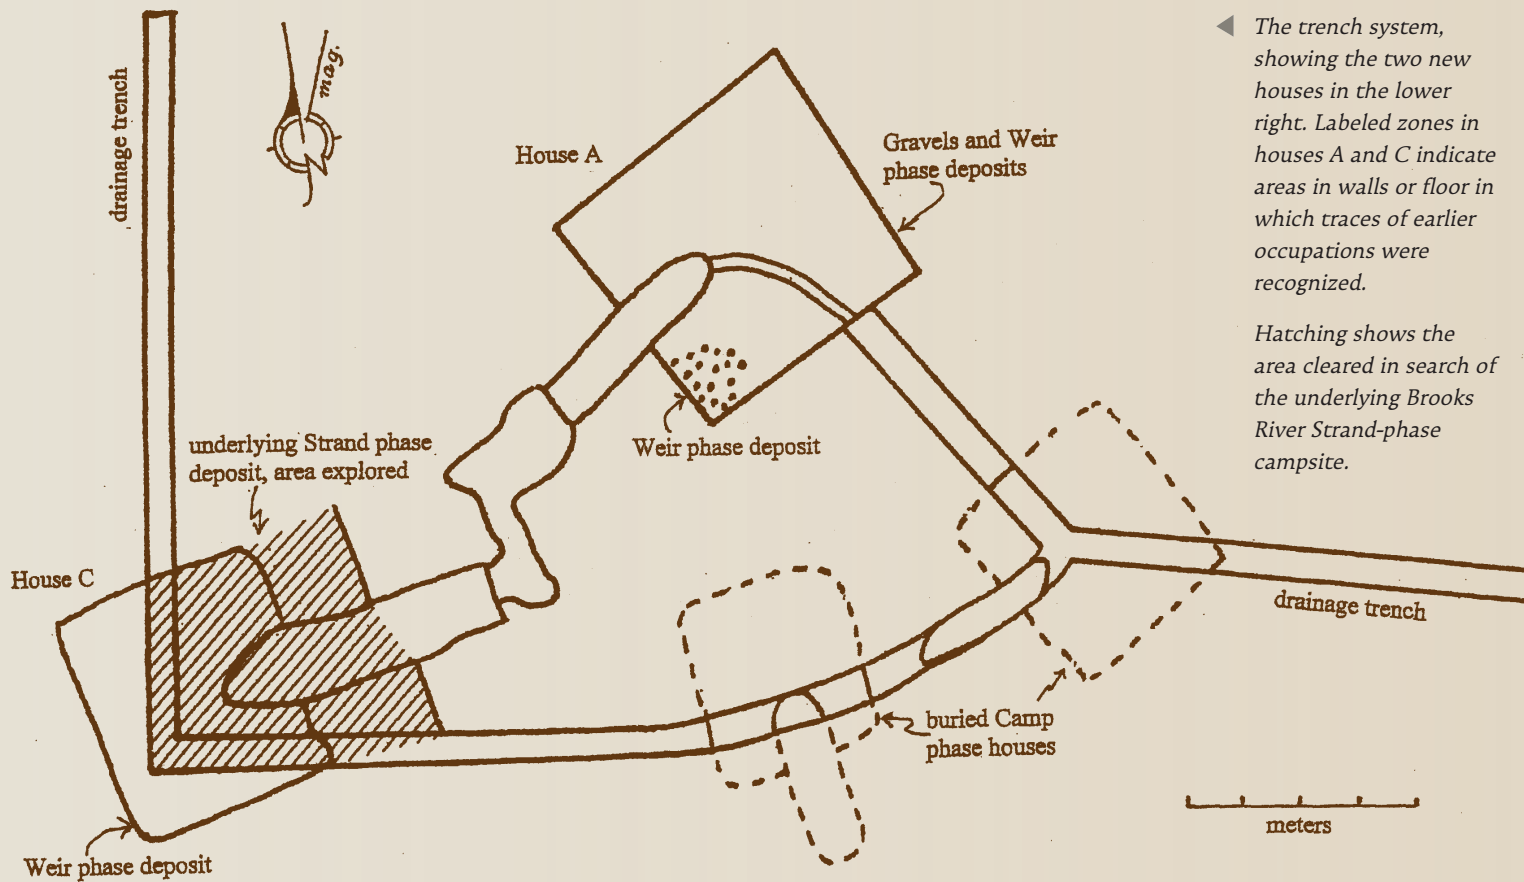 drainage trench
mag.
House A
Gravels and Weir
phase deposits
The trench system,
showing the two new
houses in the lower
right. Labeled zones in
houses A and C indicate
areas in walls or floor in
which traces of earlier
occupations were
recognized.
Hatching shows the
area cleared in search of
the underlying Brooks
River Strand-phase
campsite.
Weir phase deposit
underlying Strand phase
deposit, area explored
House C
drainage trench
buried Camp
phase houses
meters
Weir phase deposit